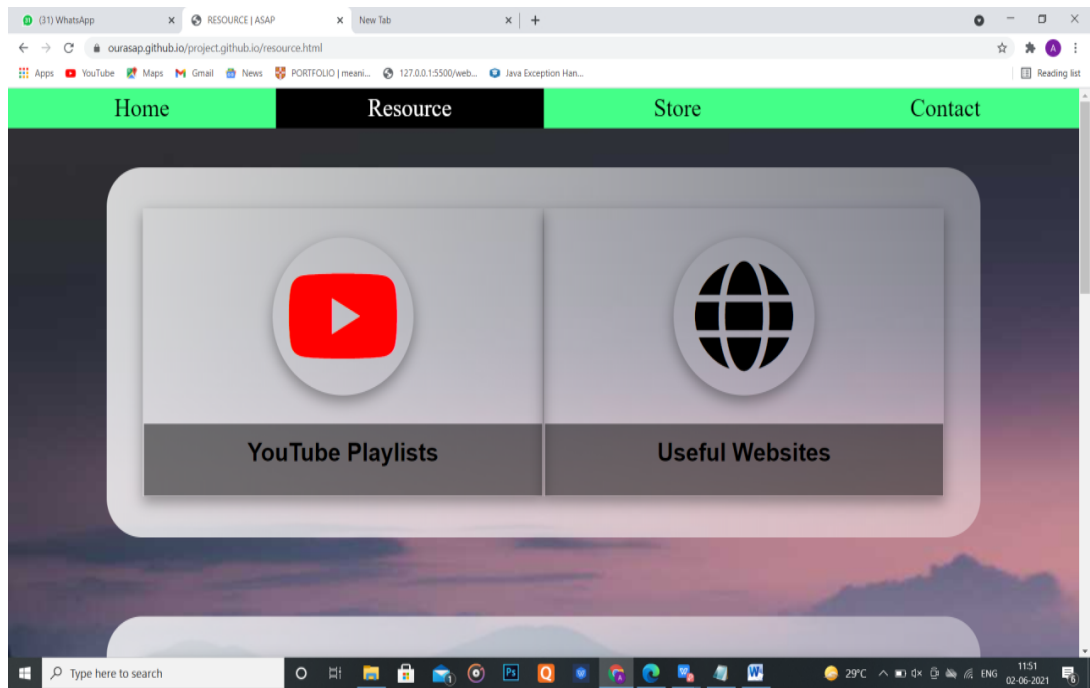 (31) WhatsApp RESOURCE | ASAP New Tab
ourasap.github.io/project.github.io/resource.html A
Apps YouTube Maps Gmail News PORTFOLIO | meani... 127.0.0.1:5500/web... Java Exception Han... Reading list
Home Resource Store Contact
YouTube Playlists Useful Websites
Type here to search Ps Q W 29°C ENG 11:51
02-06-2021